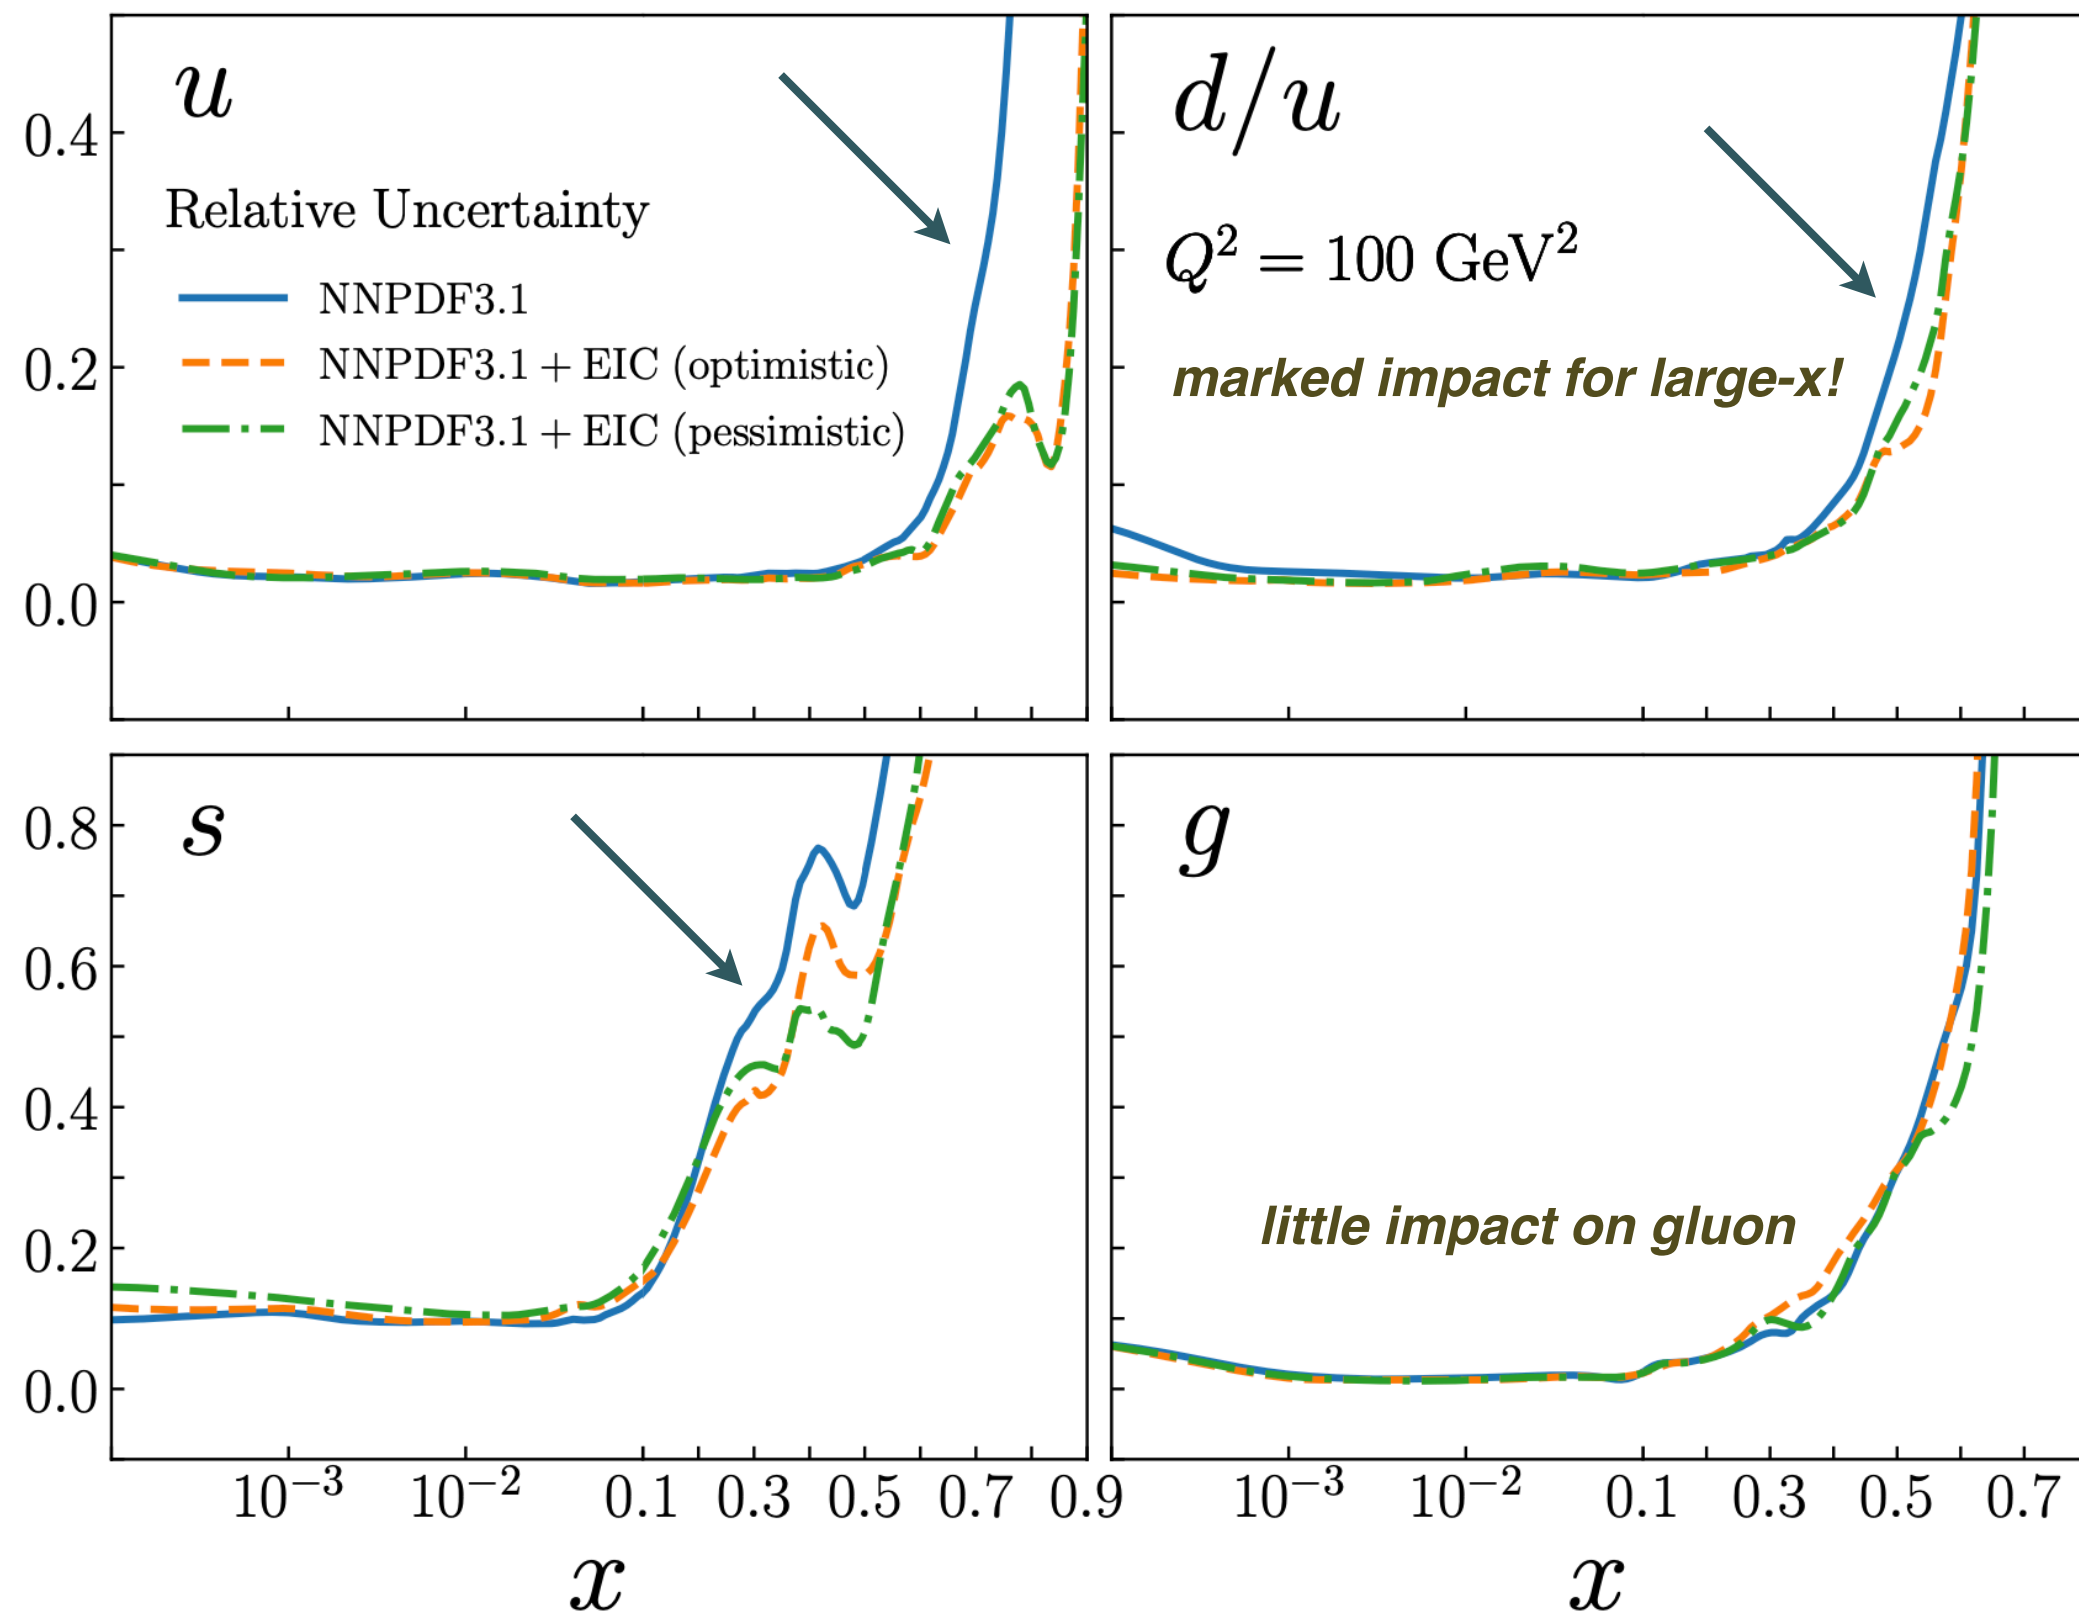 u
0.4
Relative Uncertainty
NNPDF3.1
0.2
NNPDF3.1 + EIC (optimistic)
NNPDF3.1 + EIC (pessimistic)
0.0
d/u
Q² = 100 GeV²
marked impact for large-x!
s
0.8
0.6
0.4
0.2
0.0
g
little impact on gluon
10⁻³ 10⁻² 0.1 0.3 0.5 0.7 0.9
10⁻³ 10⁻² 0.1 0.3 0.5 0.7
x
x